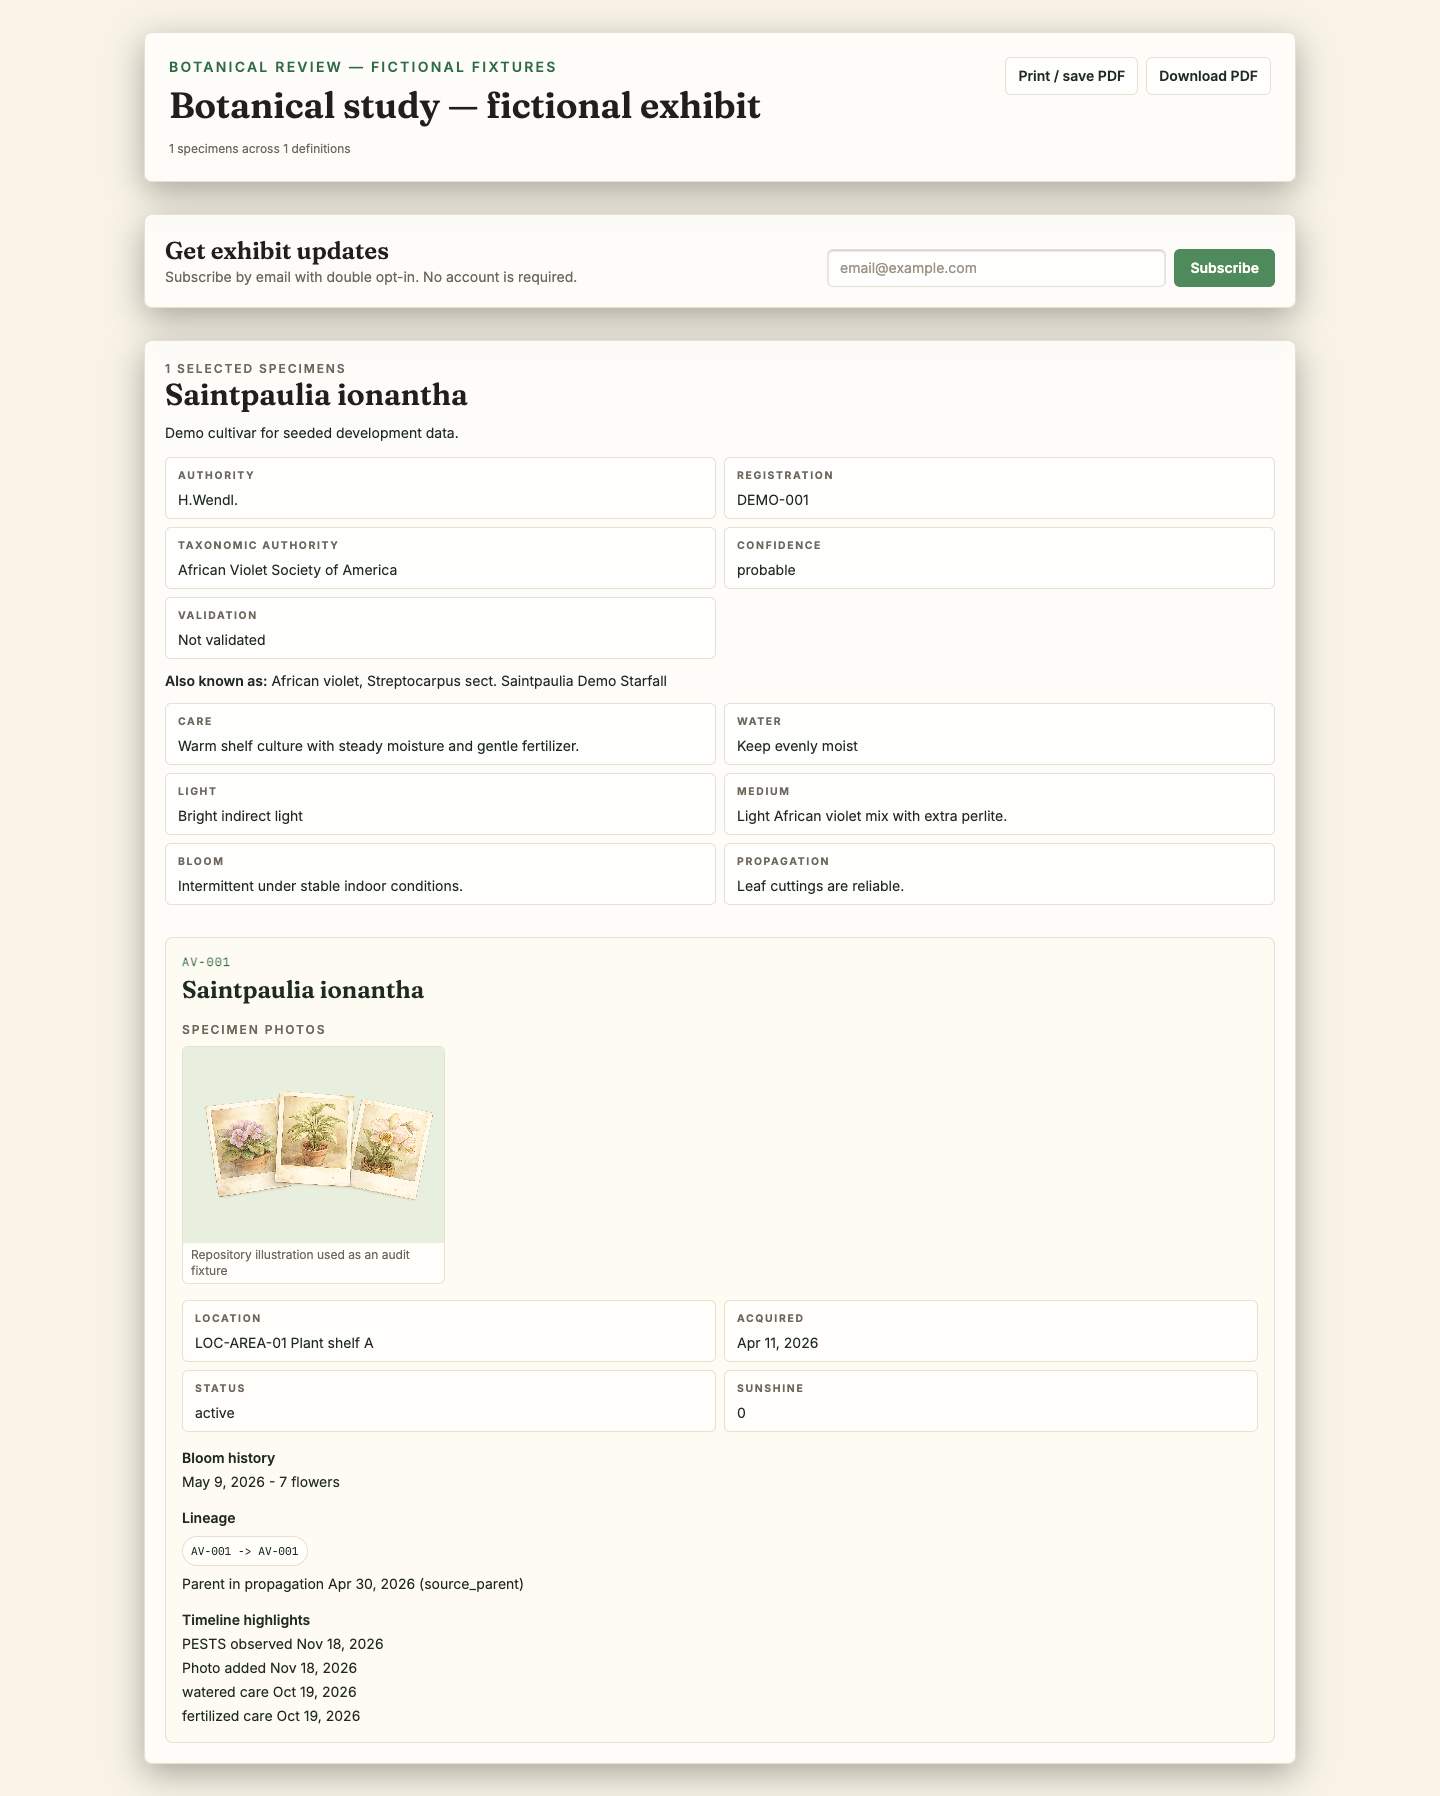 BOTANICAL REVIEW — FICTIONAL FIXTURES
Botanical study — fictional exhibit
1 specimens across 1 definitions
Print / save PDF
Download PDF
Get exhibit updates
Subscribe by email with double opt-in. No account is required.
email@example.com
Subscribe
1 SELECTED SPECIMENS
Saintpaulia ionantha
Demo cultivar for seeded development data.
AUTHORITY
H.Wendl.
REGISTRATION
DEMO-001
TAXONOMIC AUTHORITY
African Violet Society of America
CONFIDENCE
probable
VALIDATION
Not validated
Also known as: African violet, Streptocarpus sect. Saintpaulia Demo Starfall
CARE
Warm shelf culture with steady moisture and gentle fertilizer.
WATER
Keep evenly moist
LIGHT
Bright indirect light
MEDIUM
Light African violet mix with extra perlite.
BLOOM
Intermittent under stable indoor conditions.
PROPAGATION
Leaf cuttings are reliable.
AV-001
Saintpaulia ionantha
SPECIMEN PHOTOS
Repository illustration used as an audit
fixture
LOCATION
LOC-AREA-01 Plant shelf A
ACQUIRED
Apr 11, 2026
STATUS
active
SUNSHINE
0
Bloom history
May 9, 2026 - 7 flowers
Lineage
AV-001 -> AV-001
Parent in propagation Apr 30, 2026 (source_parent)
Timeline highlights
PESTS observed Nov 18, 2026
Photo added Nov 18, 2026
watered care Oct 19, 2026
fertilized care Oct 19, 2026